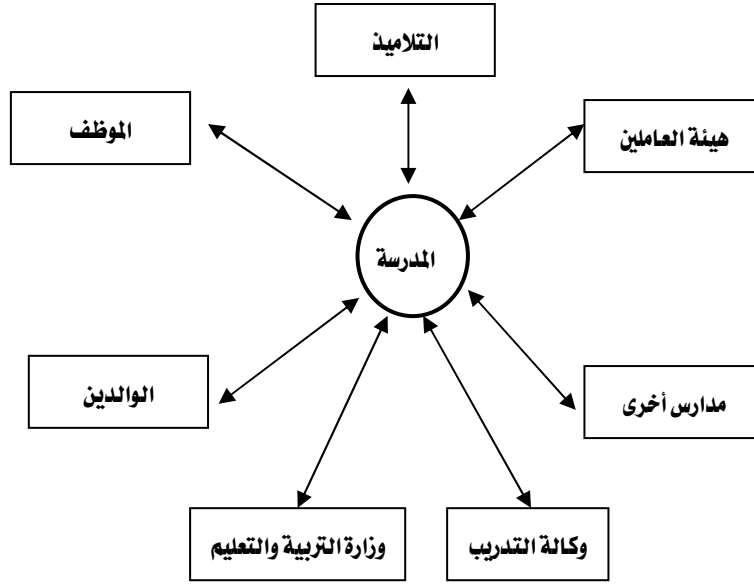 التلاميذ
هيئة العاملين
الموظف
المدرسة
مدارس أخرى
الوالدين
وكالة التدريب
وزارة التربية والتعليم